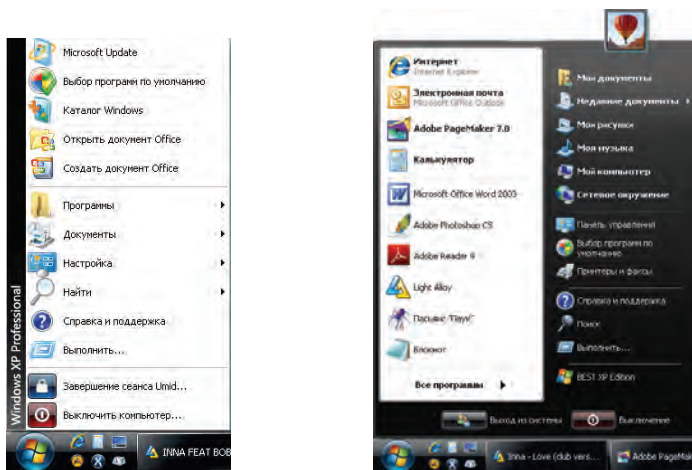 Microsoft Update
Выбор програмн по умолчанию
Каталог Windows
Открыть документ Office
Создать документ Office
Программы
Документы
Настройка
Найти
Справка и поддержка
Выполнить...
Windows XP Professional
Завершение сеанса Umid...
Выключить компьютер...
INNA FEAT BOB
Интернет
Internet Explorer
Электронная почта
Microsoft Office Outlook
Adobe PageMaker 7.0
Калькулятор
Microsoft Office Word 2003
Adobe Photoshop CS
Adobe Reader 9
Light Alloy
Пасьянс "Паук"
Блокнот
Все программы
Мои документы
Недавние документы
Мои рисунки
Моя музыка
Мой компьютер
Сетевое окружение
Панель управления
Выбор программ по
умолчанию
Принтеры и факсы
Справка и поддержка
Поиск
Выполнить...
BEST XP Edition
Выход из системы
Выключение
Inna - Love (club vers...
Adobe PageMak